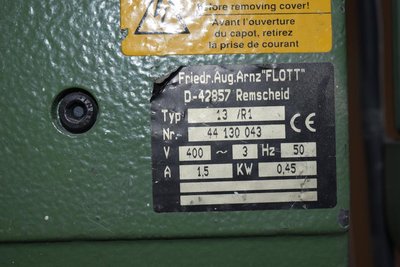 before removing cover!
Avant l'ouverture
du capot, retirez
la prise de courant
Friedr.Aug.Arnz"FLOTT"
D-42857 Remscheid
Typ 13 /R1
Nr. 44 130 043 CE
V 400 ~ 3 Hz 50
A 1,5 KW 0,45